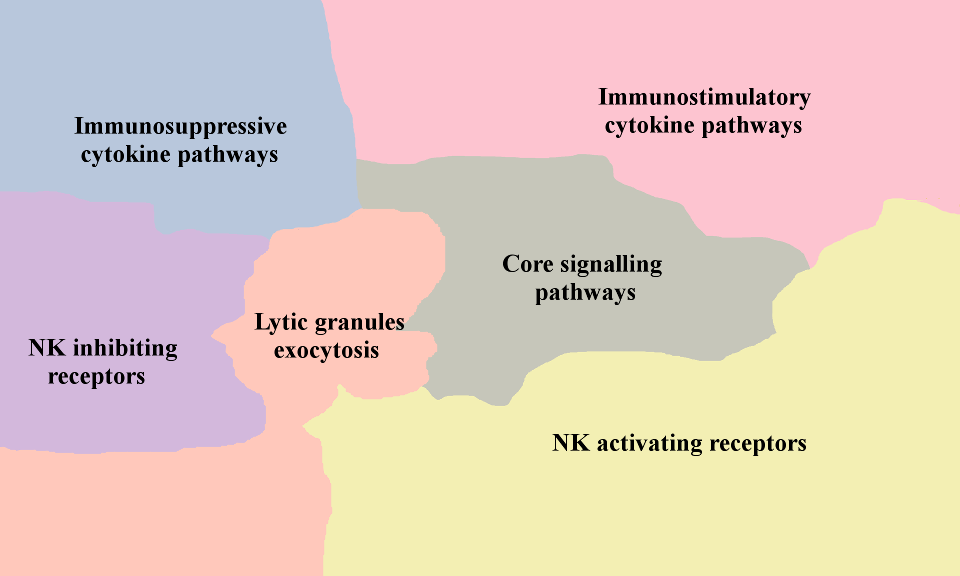 Immunosuppressive
cytokine pathways
Immunostimulatory
cytokine pathways
Core signalling
pathways
Lytic granules
exocytosis
NK inhibiting
receptors
NK activating receptors